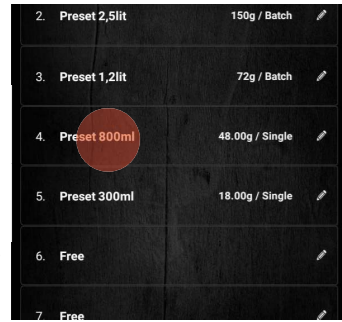 2. Preset 2,5lit 150g / Batch
3. Preset 1,2lit 72g / Batch
4. Preset 800ml 48.00g / Single
5. Preset 300ml 18.00g / Single
6. Free
7. Free